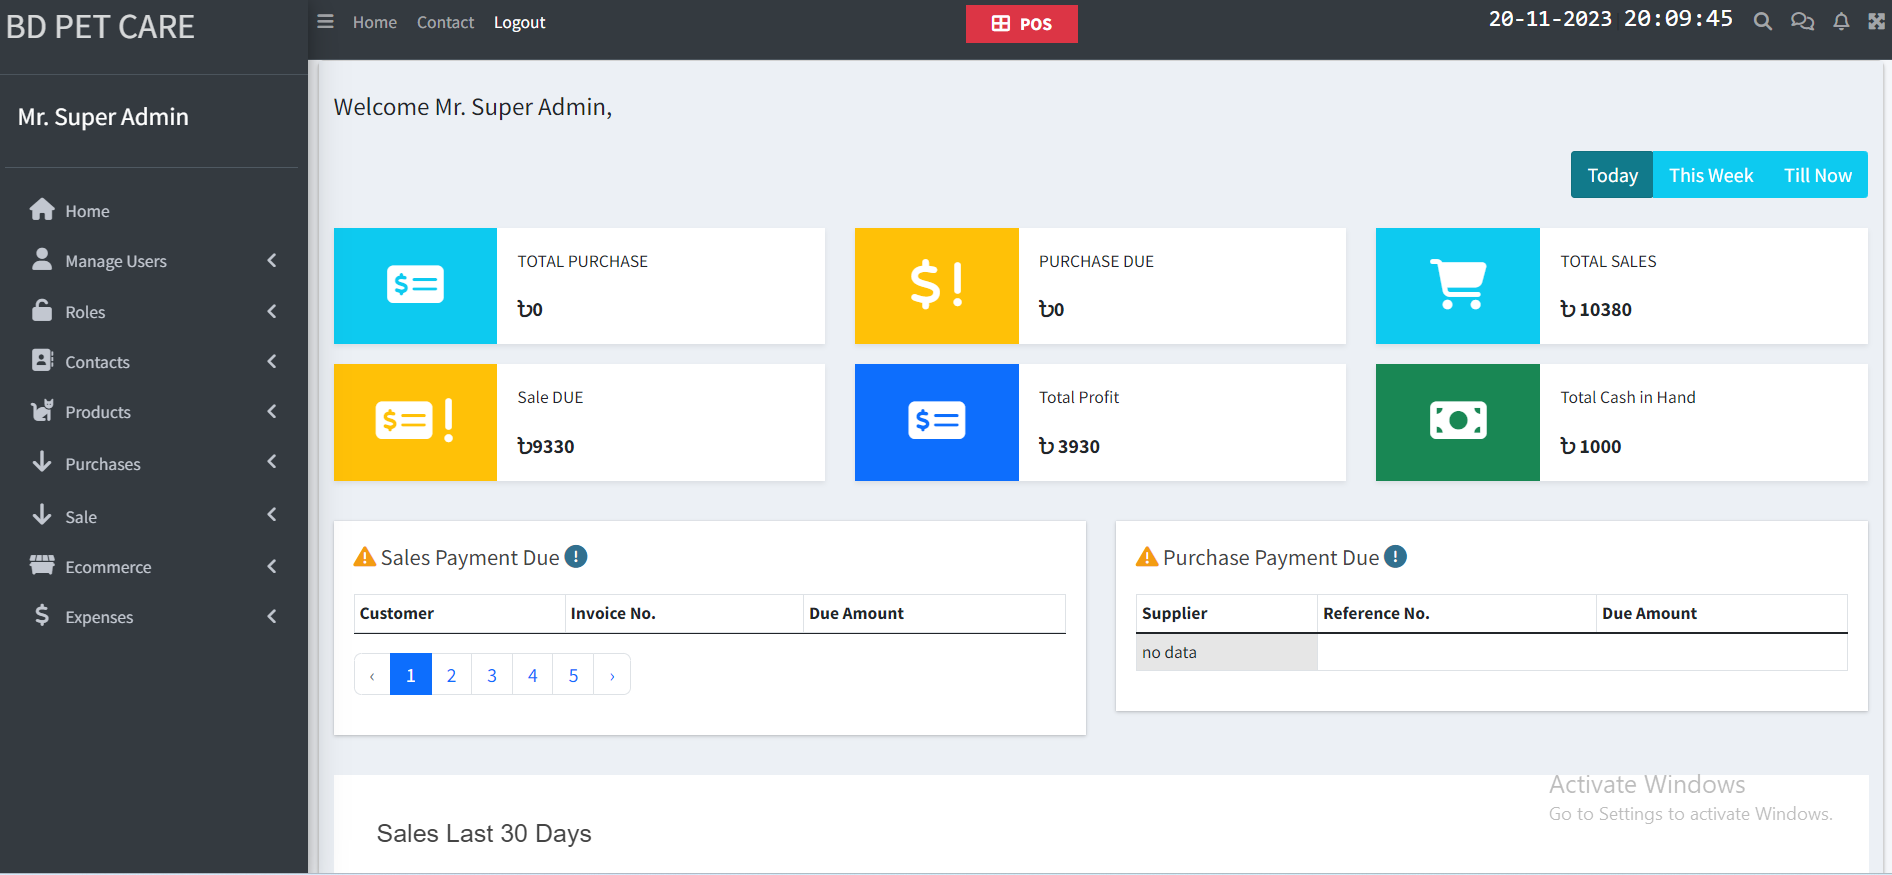 BD PET CARE
Home Contact Logout
POS
20-11-2023 20:09:45
Mr. Super Admin
Home
Manage Users
Roles
Contacts
Products
Purchases
Sale
Ecommerce
Expenses
Welcome Mr. Super Admin,
Today This Week Till Now
TOTAL PURCHASE
৳0
PURCHASE DUE
৳0
TOTAL SALES
৳ 10380
Sale DUE
৳9330
Total Profit
৳ 3930
Total Cash in Hand
৳ 1000
Sales Payment Due
Customer Invoice No. Due Amount
‹ 1 2 3 4 5 ›
Purchase Payment Due
Supplier Reference No. Due Amount
no data
Sales Last 30 Days
Activate Windows
Go to Settings to activate Windows.